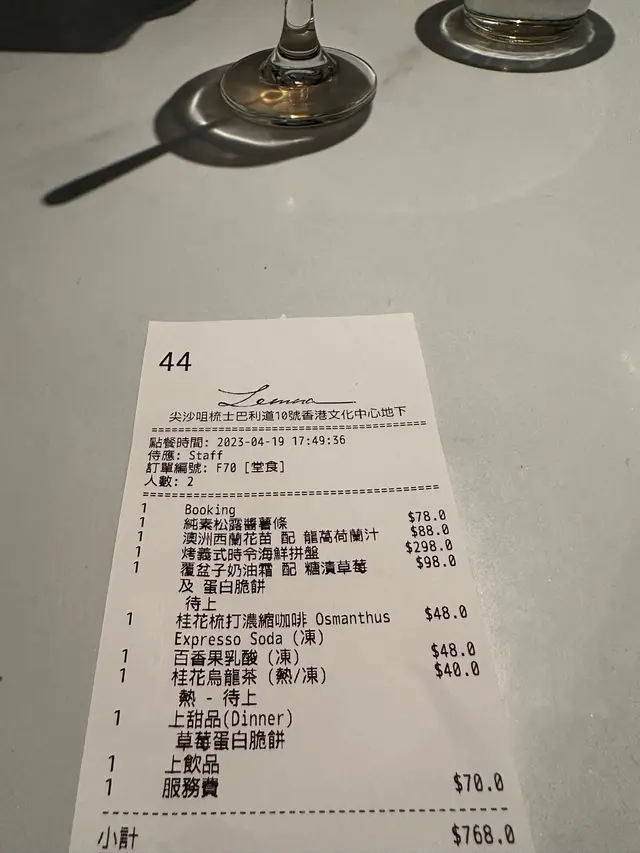 44
Lemna
尖沙咀梳士巴利道10號香港文化中心地下
點餐時間: 2023-04-19 17:49:36
侍應: Staff
訂單編號: F70 [堂食]
人數: 2
1 Booking
1 純素松露醬薯條 $78.0
1 澳洲西蘭花苗 配 龍蒿荷蘭汁 $88.0
1 烤義式時令海鮮拼盤 $298.0
1 覆盆子奶油霜 配 糖漬草莓 $98.0
及 蛋白脆餅
待上
1 桂花梳打濃縮咖啡 Osmanthus $48.0
Expresso Soda (凍)
1 百香果乳酸 (凍) $48.0
1 桂花烏龍茶 (熱/凍) $40.0
熱 - 待上
1 上甜品(Dinner)
草莓蛋白脆餅
1 上飲品
1 服務費 $70.0
小計 $768.0